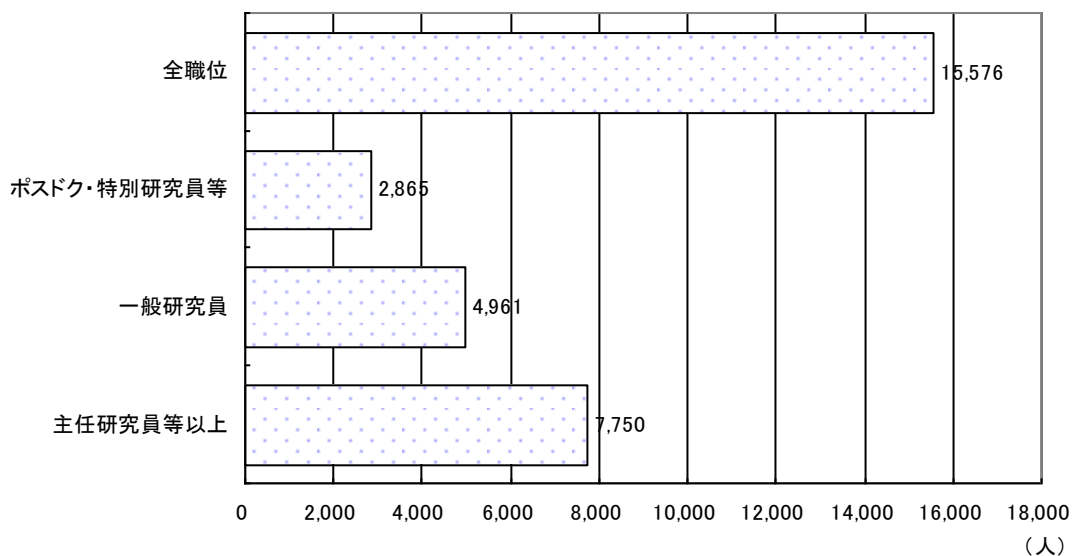 全職位
15,576
ポスドク・特別研究員等
2,865
一般研究員
4,961
主任研究員等以上
7,750
0 2,000 4,000 6,000 8,000 10,000 12,000 14,000 16,000 18,000
（人）